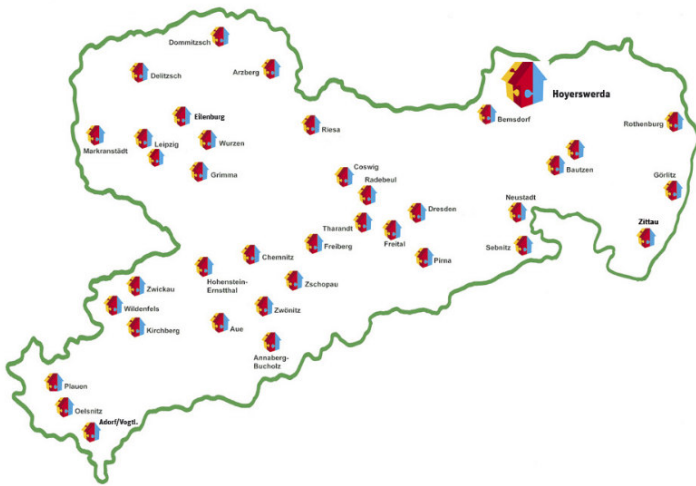 Dommitzsch
Delitzsch
Arzberg
Hoyerswerda
Eilenburg
Bernsdorf
Rothenburg
Riesa
Markranstädt
Leipzig
Wurzen
Grimma
Coswig
Radebeul
Bautzen
Görlitz
Dresden
Neustadt
Tharandt
Freital
Zittau
Freiberg
Sebnitz
Chemnitz
Pirna
Hohenstein-
Ernstthal
Zschopau
Zwickau
Wildenfels
Zwönitz
Kirchberg
Aue
Annaberg-
Bucholz
Plauen
Oelsnitz
Adorf/Vogtl.